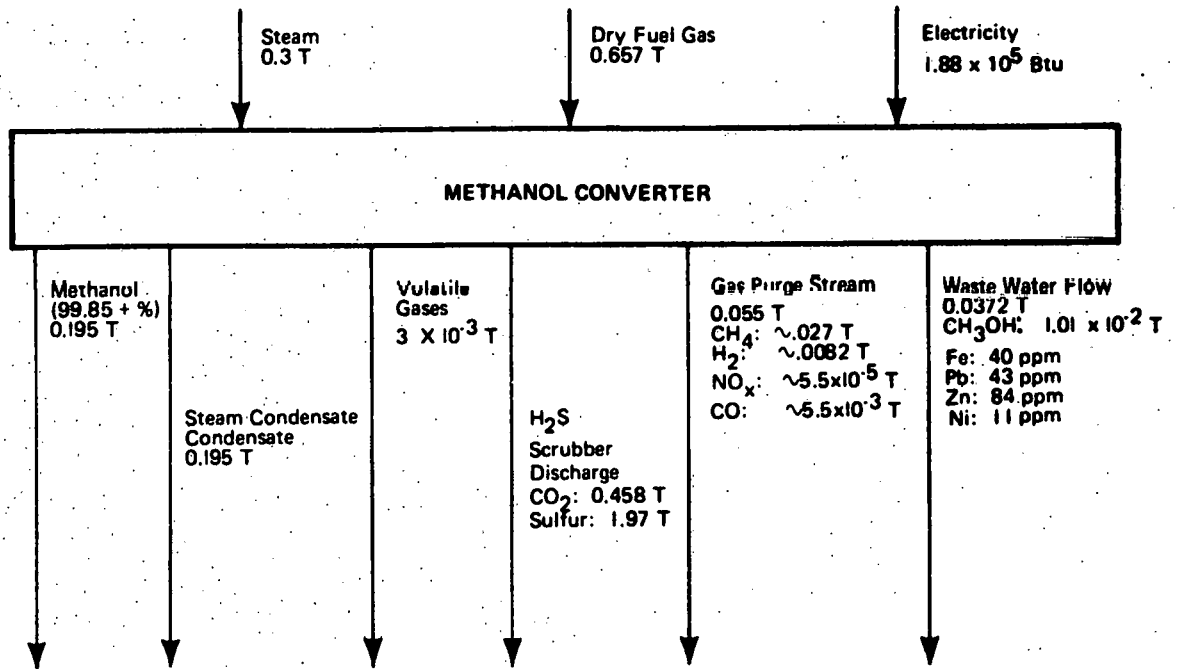 Steam
0.3 T
Dry Fuel Gas
0.657 T
Electricity
1.88 x 10⁵ Btu
METHANOL CONVERTER
Methanol
(99.85 + %)
0.195 T
Steam Condensate
Condensate
0.195 T
Volatile
Gases
3 X 10⁻³ T
H₂S
Scrubber
Discharge
CO₂: 0.458 T
Sulfur: 1.97 T
Gas Purge Stream
0.055 T
CH₄: ~.027 T
H₂: ~.0082 T
NOₓ: ~5.5x10⁻⁵ T
CO: ~5.5x10⁻³ T
Waste Water Flow
0.0372 T
CH₃OH: 1.01 x 10⁻² T
Fe: 40 ppm
Pb: 43 ppm
Zn: 84 ppm
Ni: 11 ppm